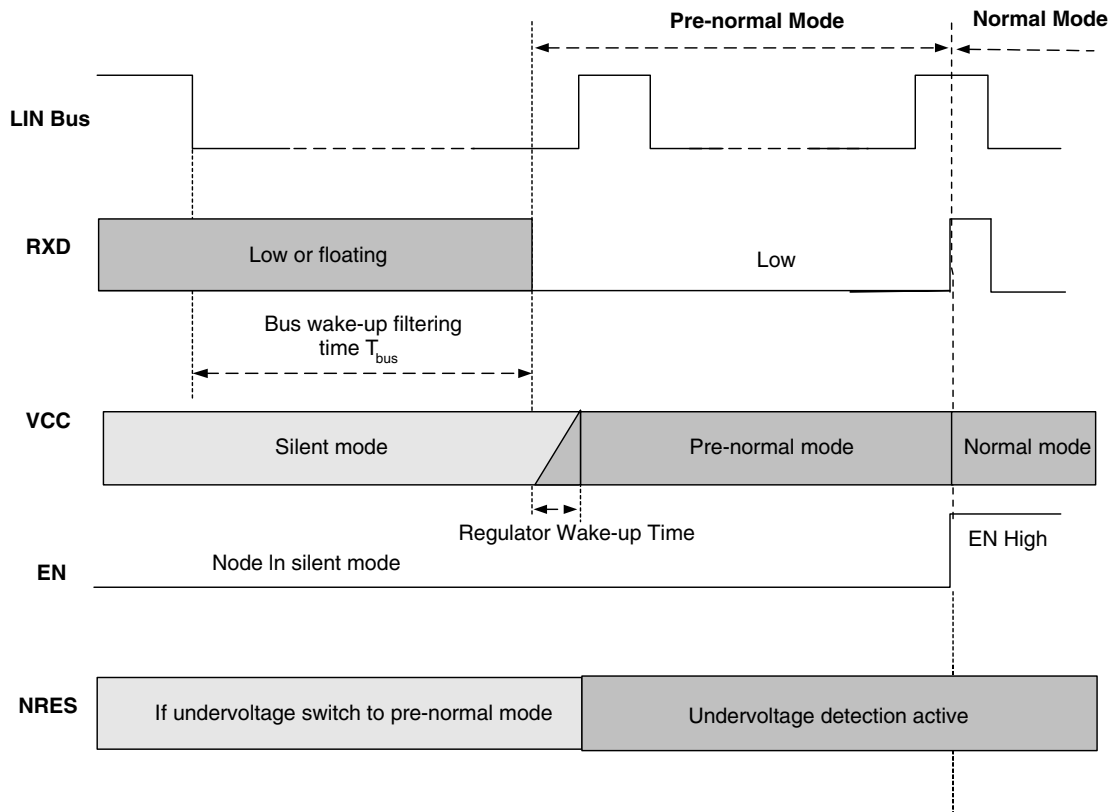 Pre-normal Mode
Normal Mode
LIN Bus
RXD
Low or floating
Low
Bus wake-up filtering
time Tbus
VCC
Silent mode
Pre-normal mode
Normal mode
Regulator Wake-up Time
EN High
Node In silent mode
EN
NRES
If undervoltage switch to pre-normal mode
Undervoltage detection active